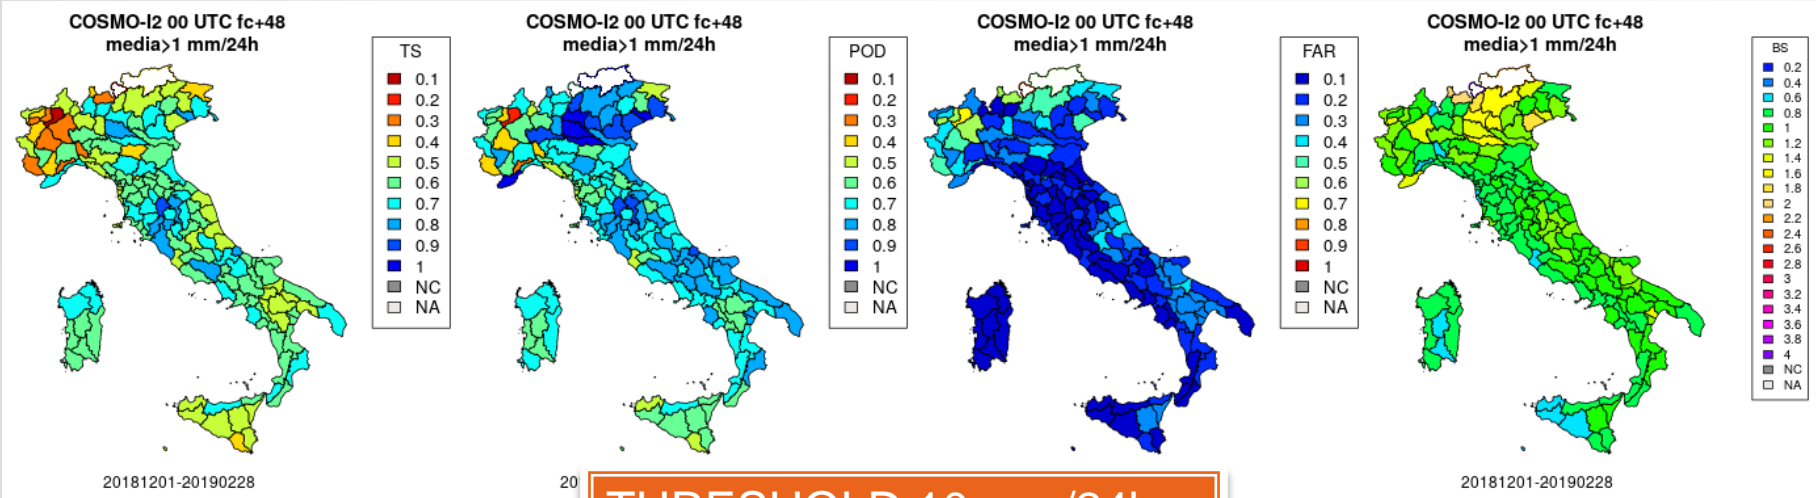 COSMO-I2 00 UTC fc+48
media>1 mm/24h
TS
0.1
0.2
0.3
0.4
0.5
0.6
0.7
0.8
0.9
1
NC
NA
20181201-20190228
COSMO-I2 00 UTC fc+48
media>1 mm/24h
POD
0.1
0.2
0.3
0.4
0.5
0.6
0.7
0.8
0.9
1
NC
NA
20
COSMO-I2 00 UTC fc+48
media>1 mm/24h
FAR
0.1
0.2
0.3
0.4
0.5
0.6
0.7
0.8
0.9
1
NC
NA
COSMO-I2 00 UTC fc+48
media>1 mm/24h
BS
0.2
0.4
0.6
0.8
1
1.2
1.4
1.6
1.8
2
2.2
2.4
2.6
2.8
3
3.2
3.4
3.6
3.8
4
NC
NA
20181201-20190228
THRESHOLD